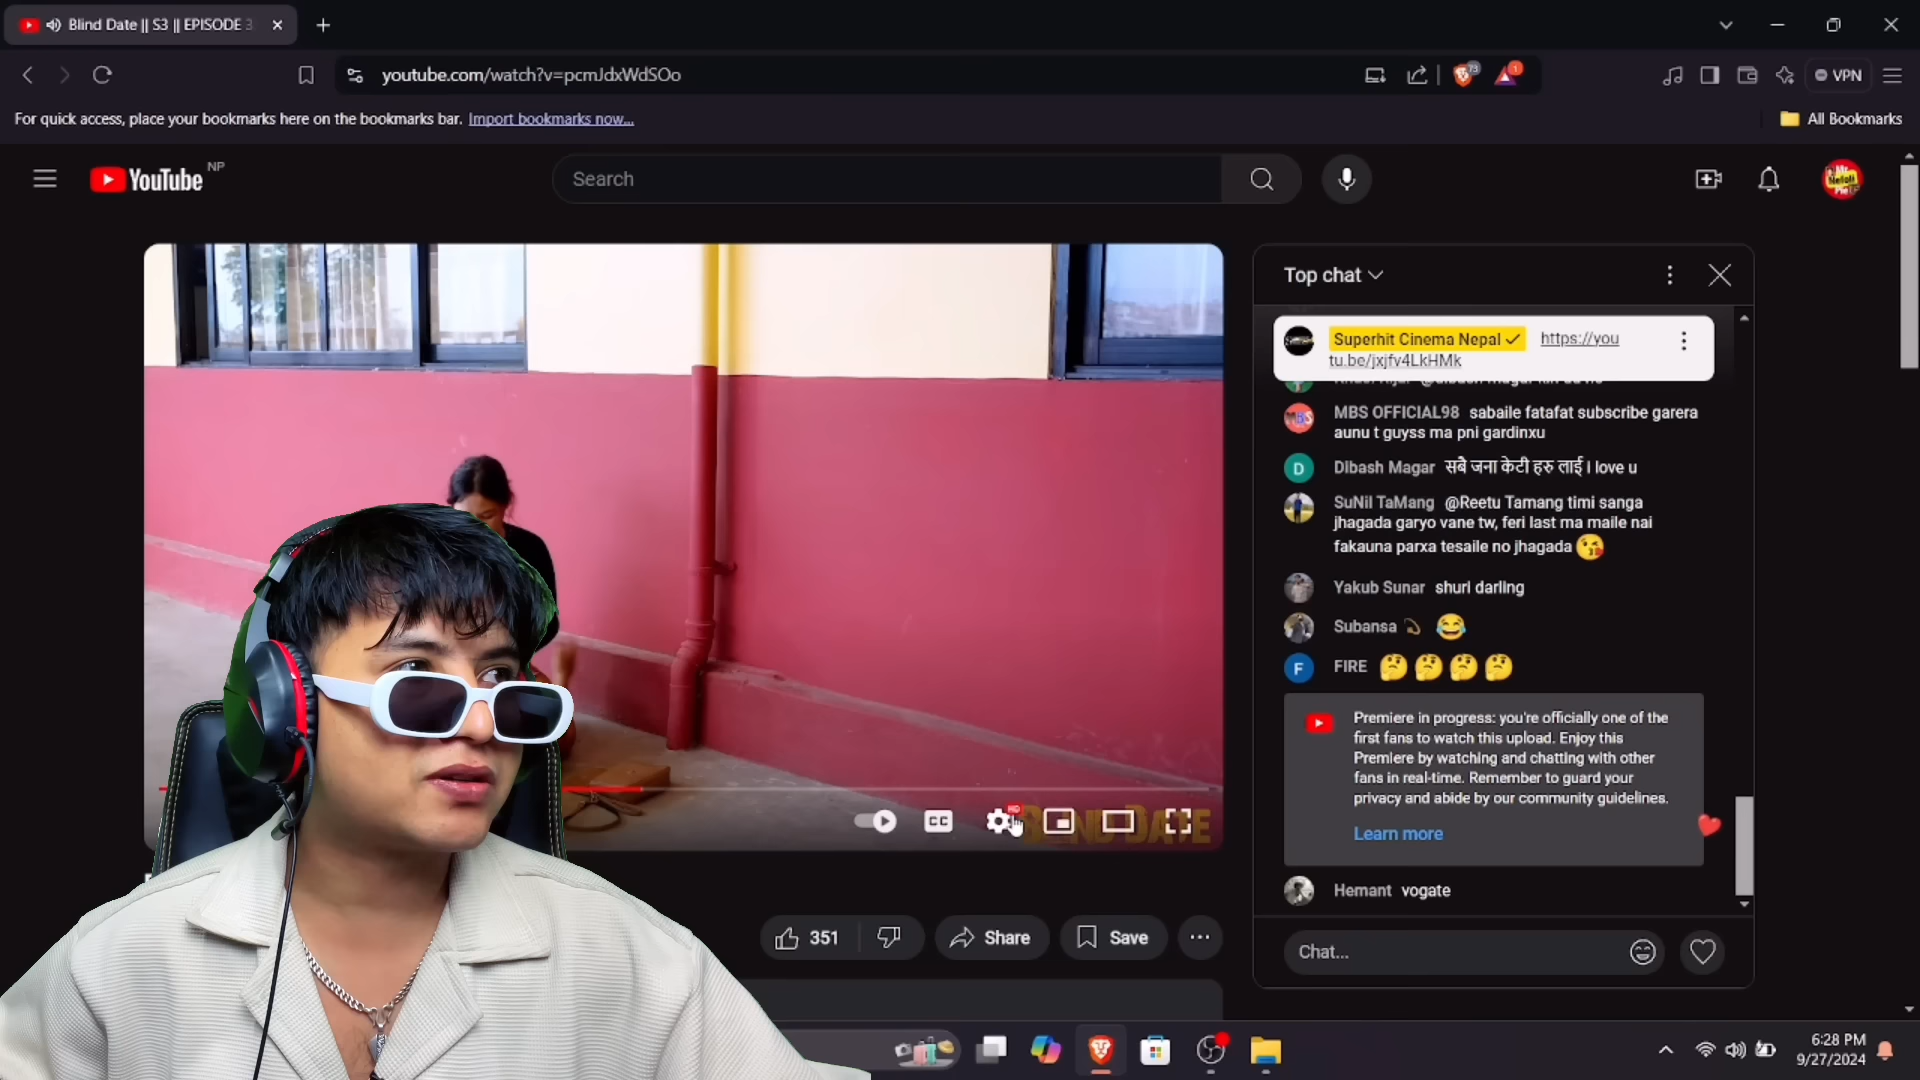 Blind Date || S3 || EPISODE 3
youtube.com/watch?v=pcmJdxWdSOo
73
1
VPN
For quick access, place your bookmarks here on the bookmarks bar. Import bookmarks now...
All Bookmarks
YouTube NP
Search
Top chat
Superhit Cinema Nepal https://you
tu.be/jxjfv4LkHMk
MBS OFFICIAL98 sabaile fatafat subscribe garera
aunu t guyss ma pni gardinxu
Dibash Magar सबै जना केटी हरु लाई i love u
SuNil TaMang @Reetu Tamang timi sanga
jhagada garyo vane tw, feri last ma maile nai
fakauna parxa tesaile no jhagada 😘
Yakub Sunar shuri darling
Subansa 😂
F FIRE 🤔🤔🤔🤔
Premiere in progress: you're officially one of the
first fans to watch this upload. Enjoy this
Premiere by watching and chatting with other
fans in real-time. Remember to guard your
privacy and abide by our community guidelines.
Learn more
Hemant vogate
Chat...
CC
HD
BLIND DATE
351
Share
Save
6:28 PM
9/27/2024